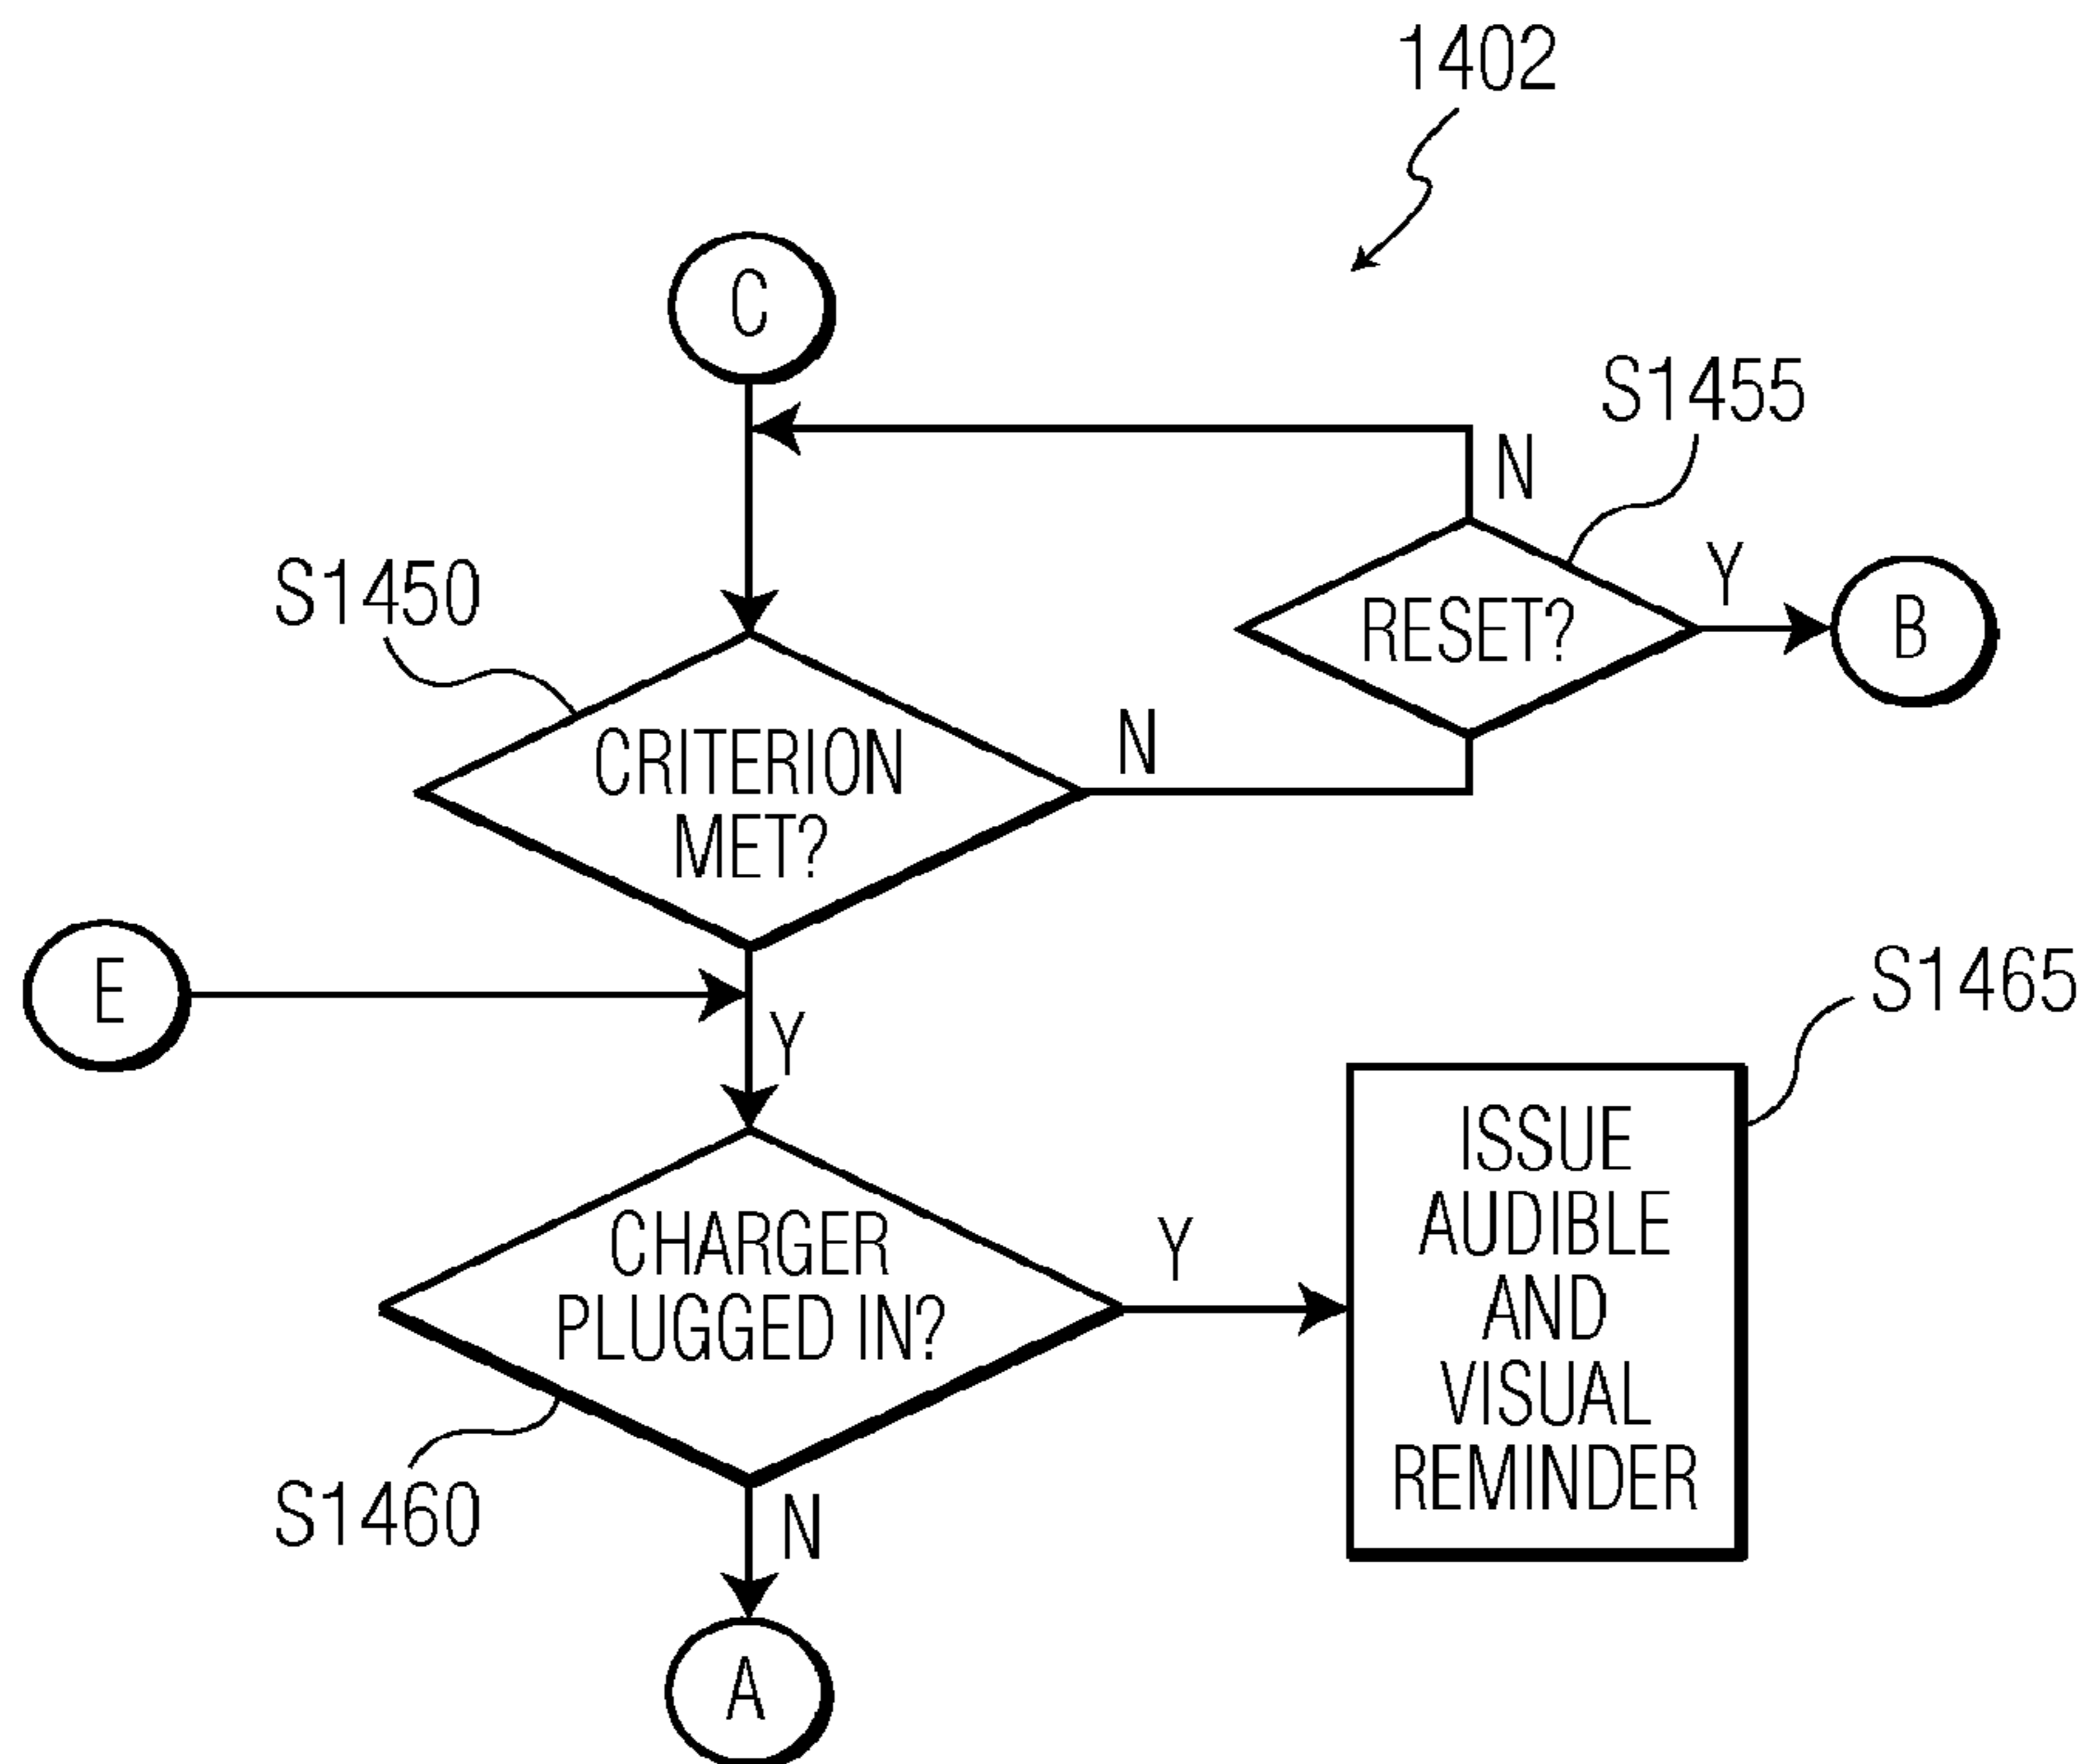 1402
C
S1455
N
S1450
RESET?
Y
B
CRITERION
MET?
N
E
Y
S1465
CHARGER
PLUGGED IN?
Y
ISSUE
AUDIBLE
AND
VISUAL
REMINDER
S1460
N
A